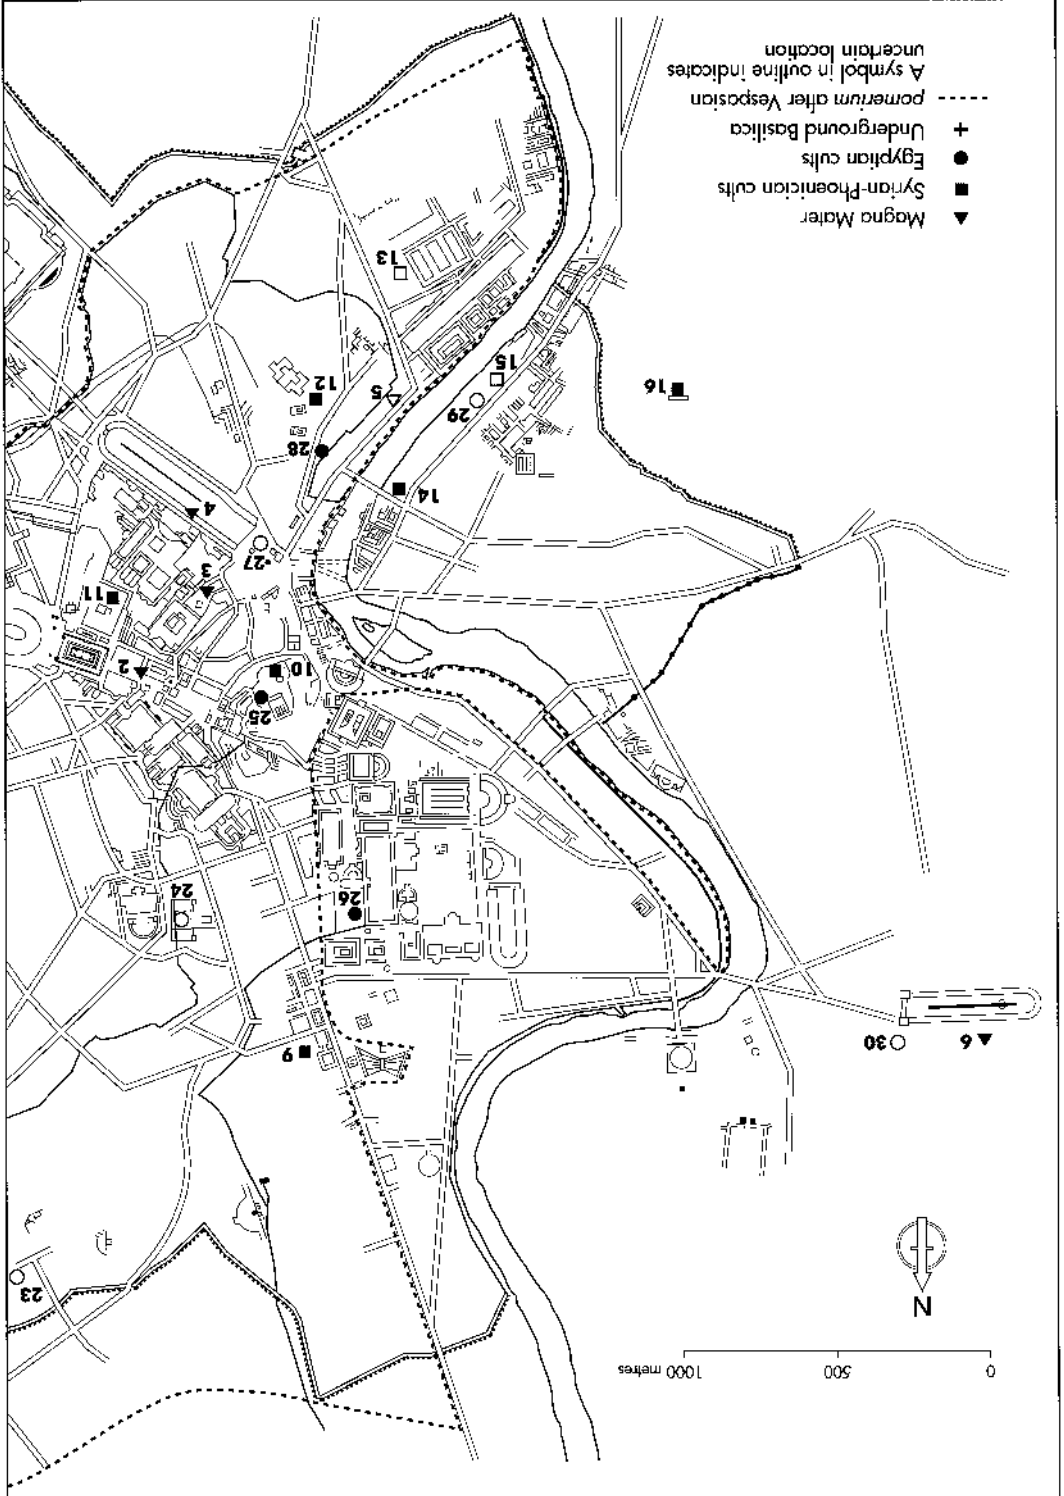 0 500 1000 metres
N
23
6
30
9
26
24
25
10
2
11
3
27
4
14
28
29
5
16
12
15
13
Magna Mater
Syrian-Phoenician cults
Egyptian cults
Underground Basilica
pomerium after Vespasian
A symbol in outline indicates
uncertain location